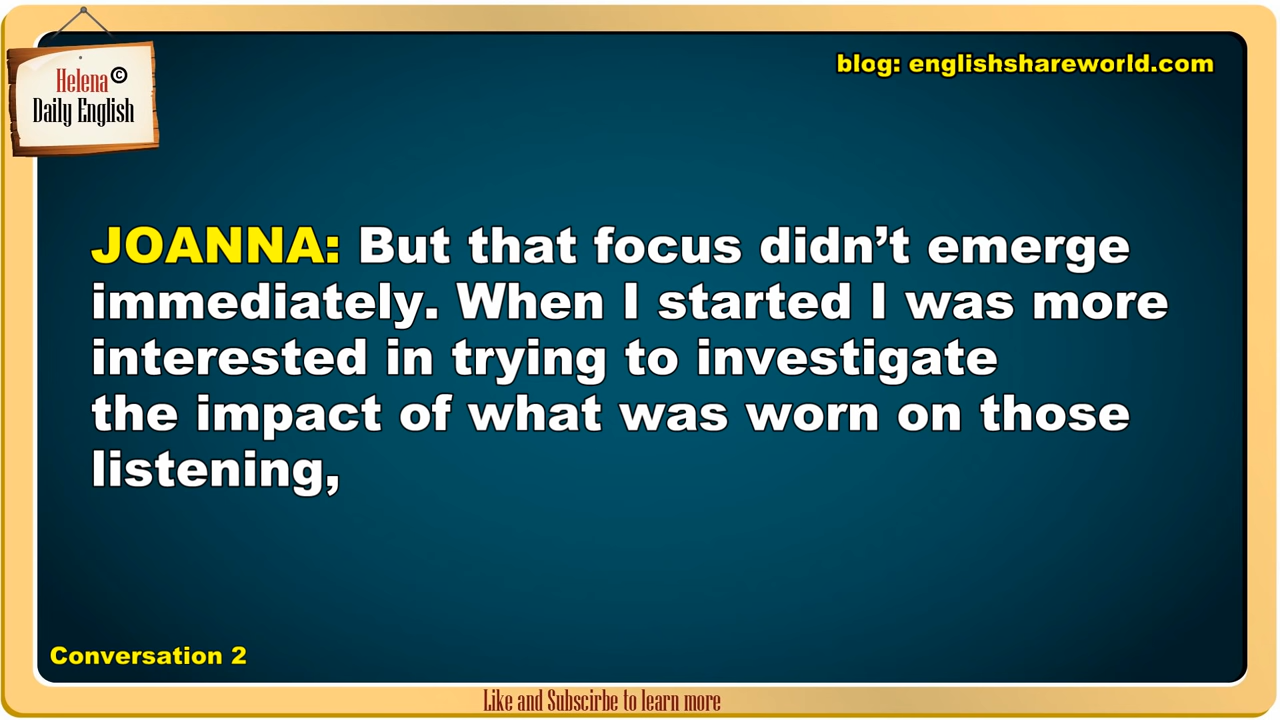 Helena©
Daily English
blog: englishshareworld.com
JOANNA: But that focus didn’t emerge
immediately. When I started I was more
interested in trying to investigate
the impact of what was worn on those
listening,
Conversation 2
Like and Subscirbe to learn more